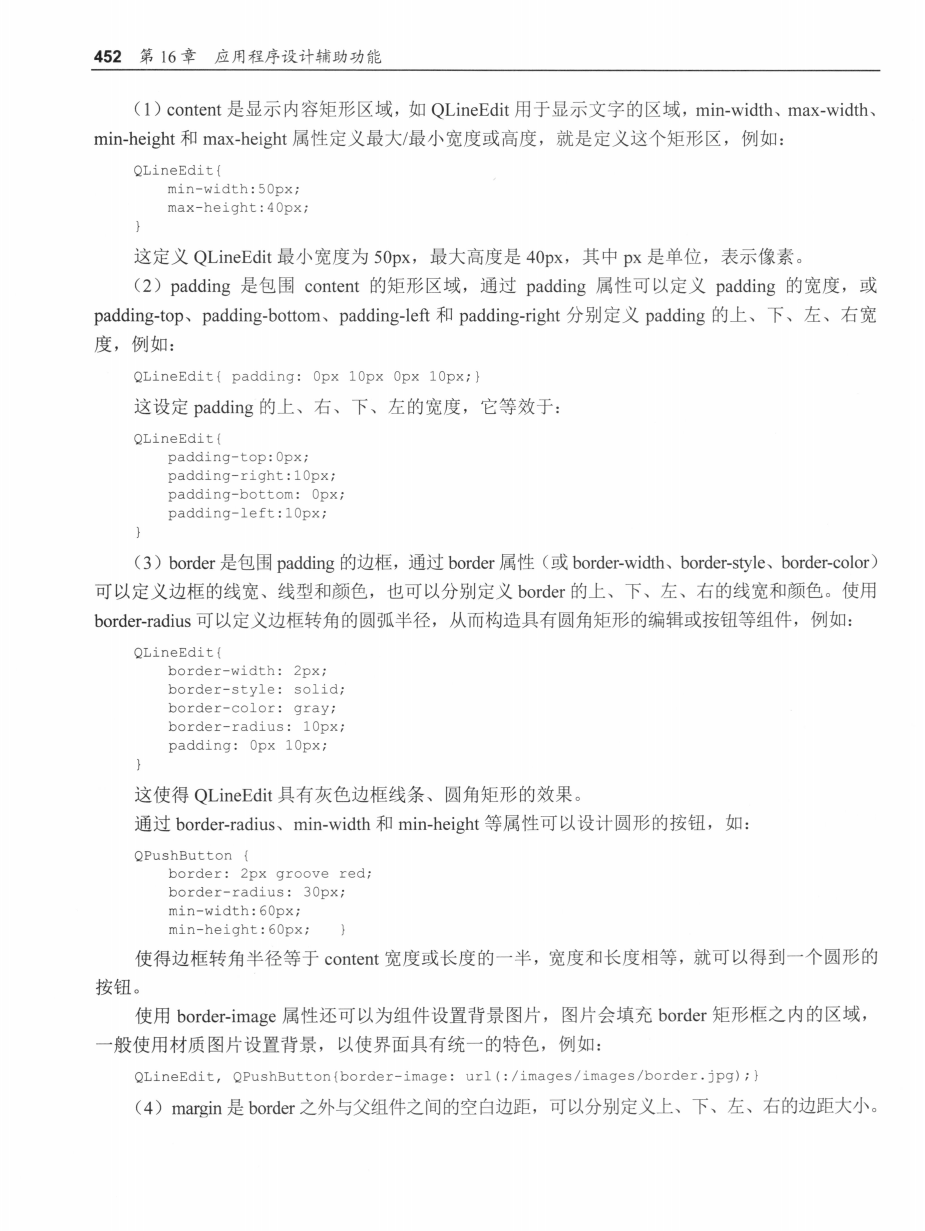 452 第 16 章 应用程序设计辅助功能
（1）content 是显示内容矩形区域，如 QLineEdit 用于显示文字的区域，min-width、max-width、
min-height 和 max-height 属性定义最大/最小宽度或高度，就是定义这个矩形区，例如：
QLineEdit{
min-width:50px;
max-height:40px;
}
这定义 QLineEdit 最小宽度为 50px，最大高度是 40px，其中 px 是单位，表示像素。
（2）padding 是包围 content 的矩形区域，通过 padding 属性可以定义 padding 的宽度，或
padding-top、padding-bottom、padding-left 和 padding-right 分别定义 padding 的上、下、左、右宽
度，例如：
QLineEdit{ padding: 0px 10px 0px 10px;}
这设定 padding 的上、右、下、左的宽度，它等效于：
QLineEdit{
padding-top:0px;
padding-right:10px;
padding-bottom: 0px;
padding-left:10px;
}
（3）border 是包围 padding 的边框，通过 border 属性（或 border-width、border-style、border-color）
可以定义边框的线宽、线型和颜色，也可以分别定义 border 的上、下、左、右的线宽和颜色。使用
border-radius 可以定义边框转角的圆弧半径，从而构造具有圆角矩形的编辑或按钮等组件，例如：
QLineEdit{
border-width: 2px;
border-style: solid;
border-color: gray;
border-radius: 10px;
padding: 0px 10px;
}
这使得 QLineEdit 具有灰色边框线条、圆角矩形的效果。
通过 border-radius、min-width 和 min-height 等属性可以设计圆形的按钮，如：
QPushButton {
border: 2px groove red;
border-radius: 30px;
min-width:60px;
min-height:60px; }
使得边框转角半径等于 content 宽度或长度的一半，宽度和长度相等，就可以得到一个圆形的
按钮。
使用 border-image 属性还可以为组件设置背景图片，图片会填充 border 矩形框之内的区域，
一般使用材质图片设置背景，以使界面具有统一的特色，例如：
QLineEdit, QPushButton{border-image: url(:/images/images/border.jpg);}
（4）margin 是 border 之外与父组件之间的空白边距，可以分别定义上、下、左、右的边距大小。